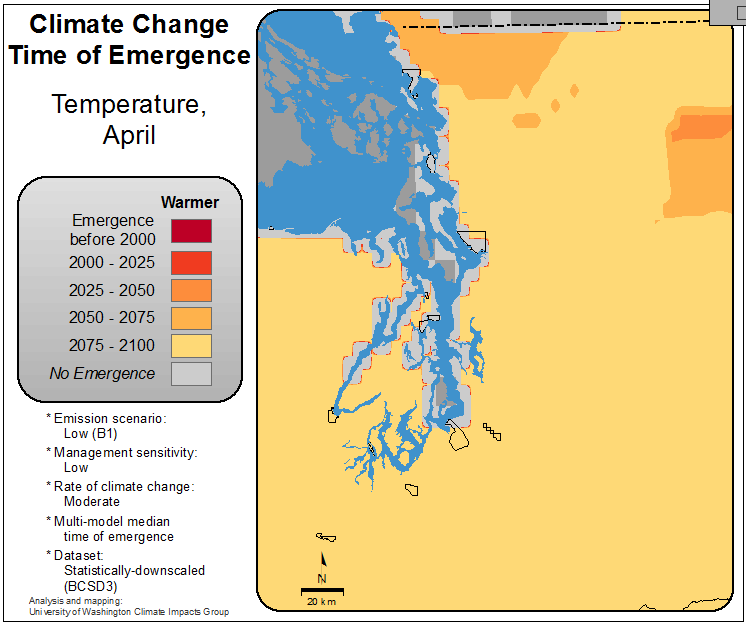 Climate Change
Time of Emergence
Temperature,
April
Warmer
Emergence
before 2000
2000 - 2025
2025 - 2050
2050 - 2075
2075 - 2100
No Emergence
* Emission scenario:
Low (B1)
* Management sensitivity:
Low
* Rate of climate change:
Moderate
* Multi-model median
time of emergence
* Dataset:
Statistically-downscaled
(BCSD3)
Analysis and mapping:
University of Washington Climate Impacts Group
N
20 km